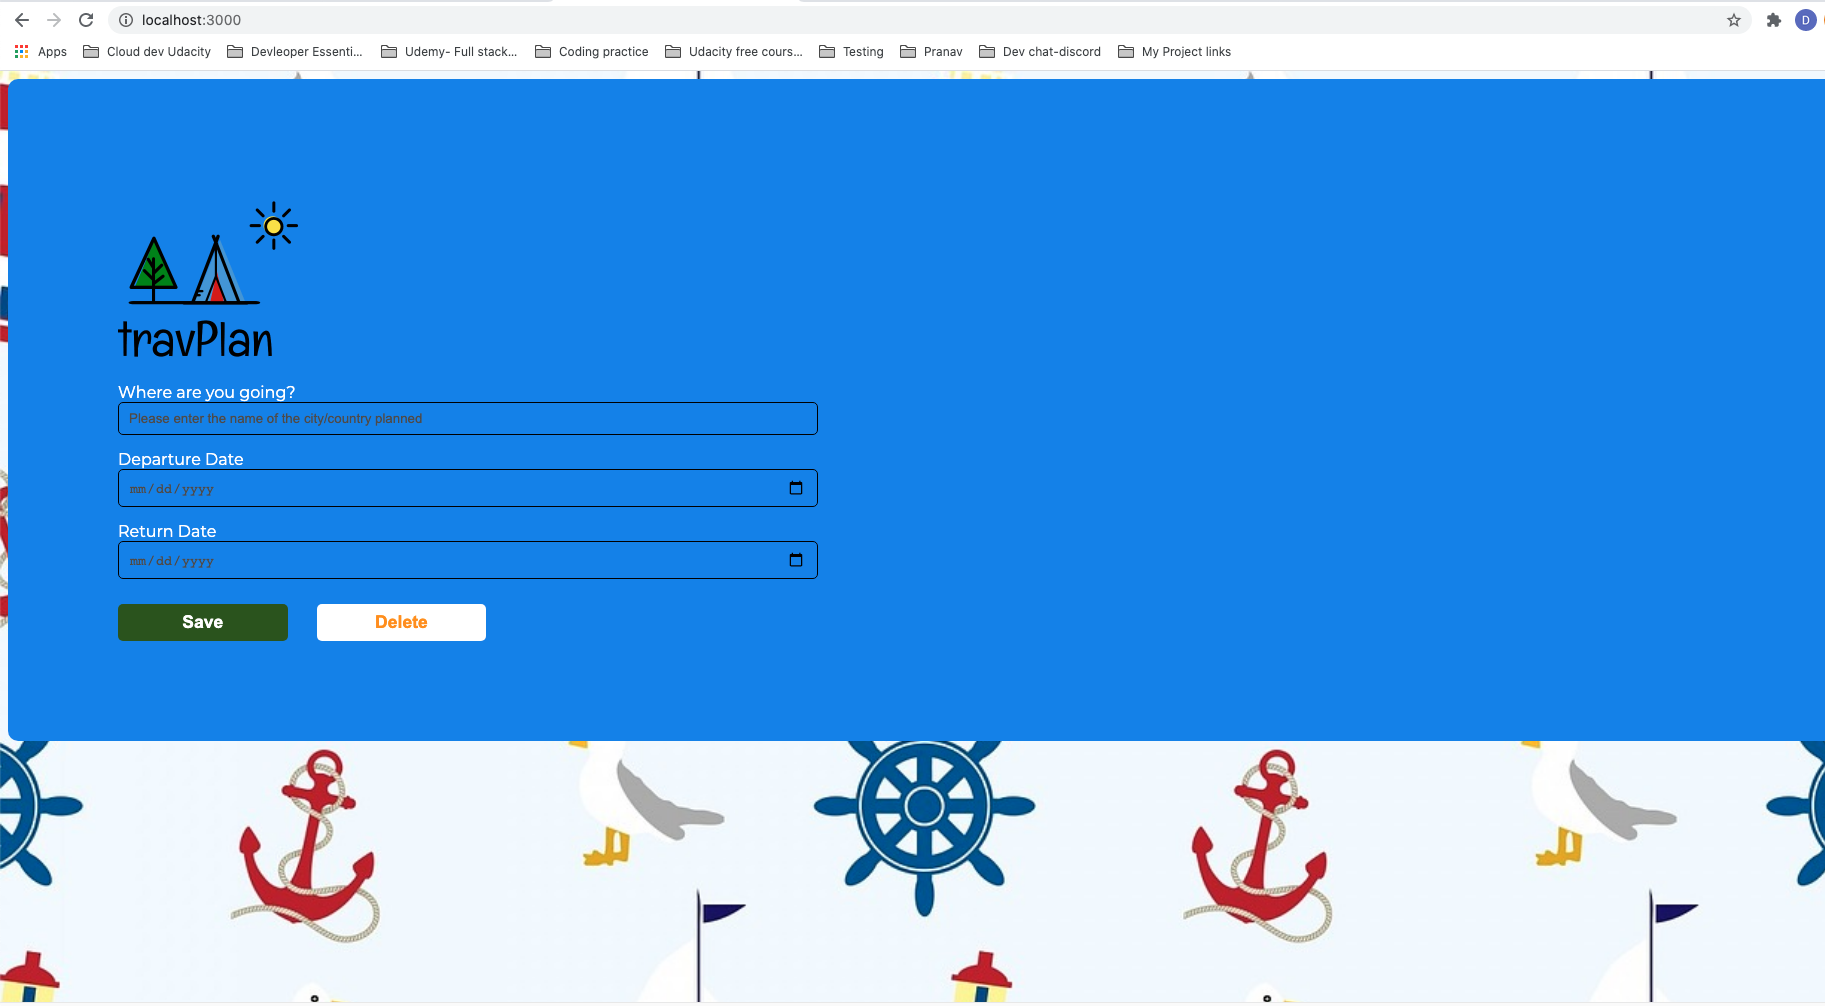 localhost:3000
D
Apps Cloud dev Udacity Devleoper Essenti... Udemy- Full stack... Coding practice Udacity free cours... Testing Pranav Dev chat-discord My Project links
travPlan
Where are you going?
Please enter the name of the city/country planned
Departure Date
mm/dd/yyyy
Return Date
mm/dd/yyyy
Save Delete